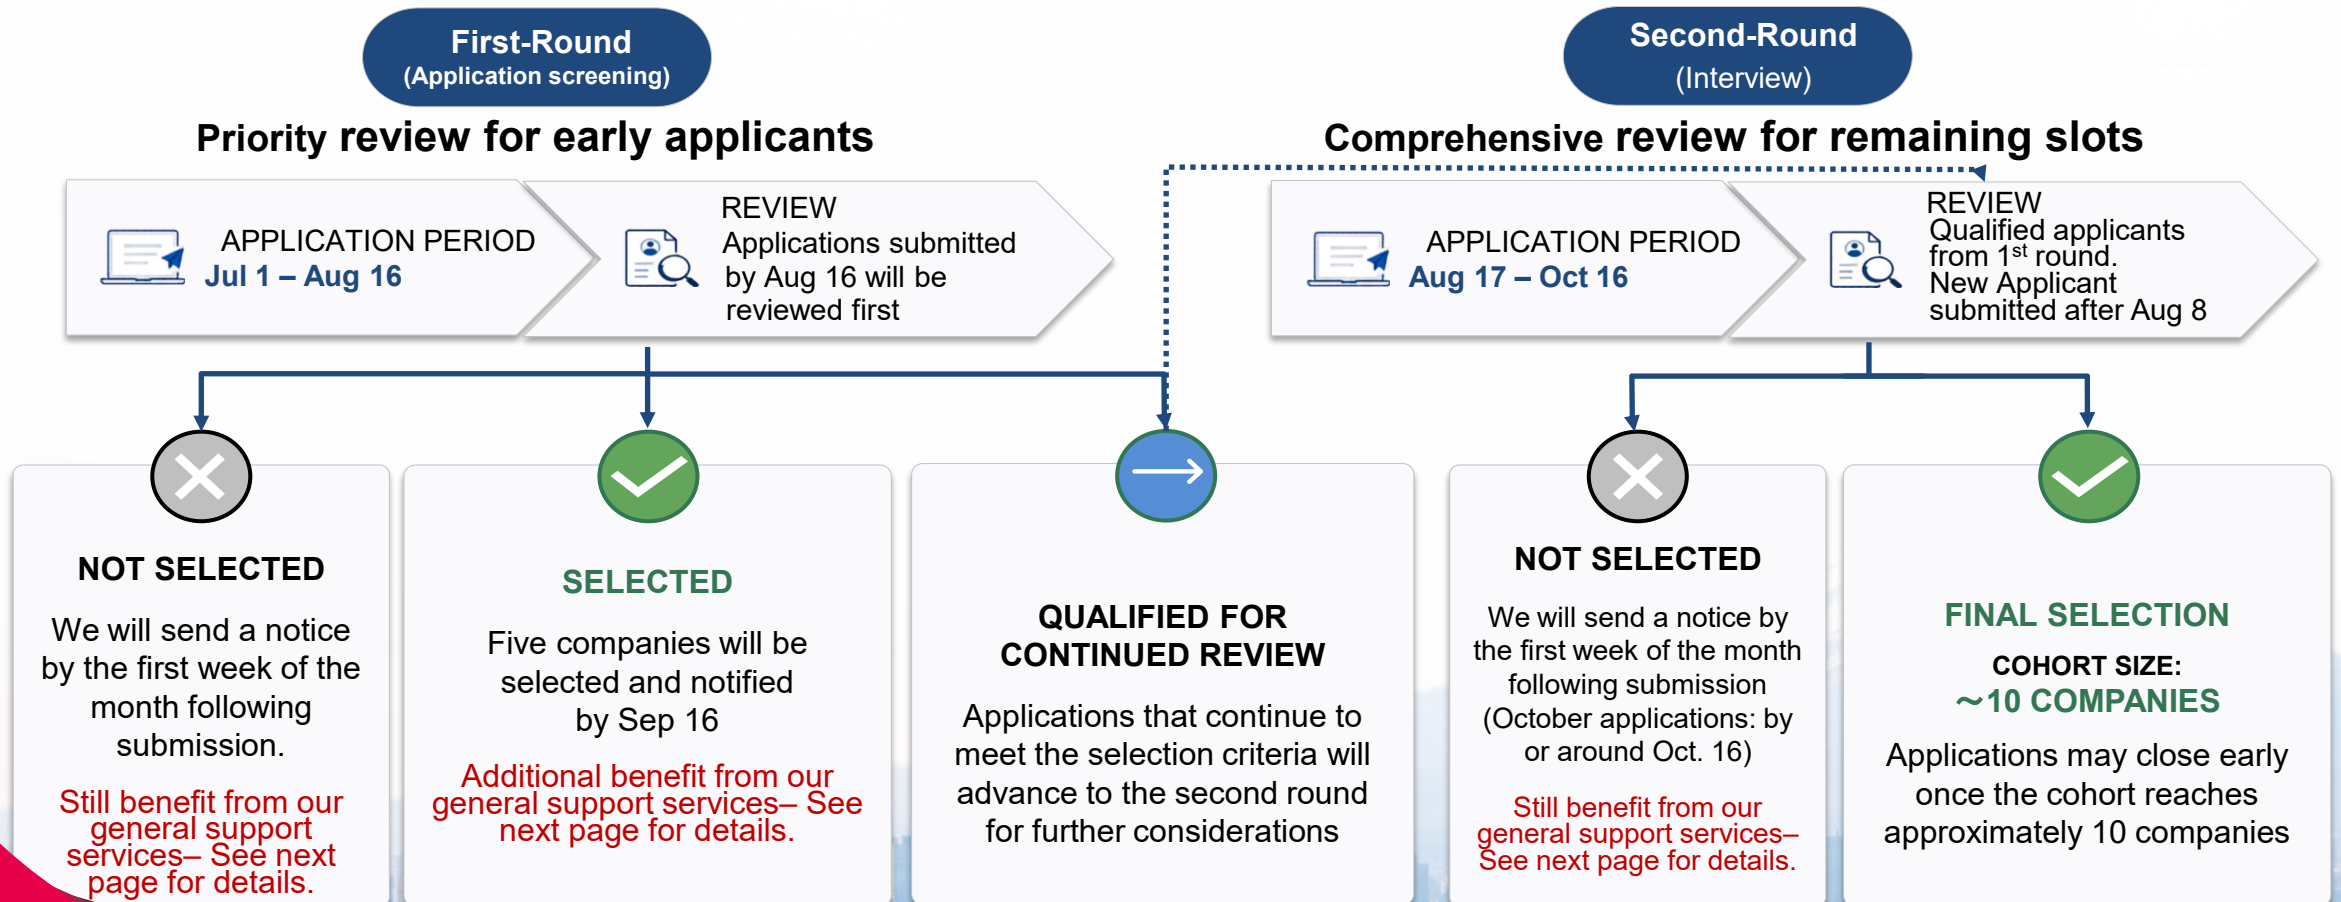 First-Round
(Application screening)
Priority review for early applicants
APPLICATION PERIOD
Jul 1 – Aug 16
REVIEW
Applications submitted
by Aug 16 will be
reviewed first
NOT SELECTED
We will send a notice
by the first week of the
month following
submission.
Still benefit from our
general support
services– See next
page for details.
SELECTED
Five companies will be
selected and notified
by Sep 16
Additional benefit from our
general support services– See
next page for details.
QUALIFIED FOR
CONTINUED REVIEW
Applications that continue to
meet the selection criteria will
advance to the second round
for further considerations
Second-Round
(Interview)
Comprehensive review for remaining slots
APPLICATION PERIOD
Aug 17 – Oct 16
REVIEW
Qualified applicants
from 1st round.
New Applicant
submitted after Aug 8
NOT SELECTED
We will send a notice by
the first week of the month
following submission
(October applications: by
or around Oct. 16)
Still benefit from our
general support services–
See next page for details.
FINAL SELECTION
COHORT SIZE:
~10 COMPANIES
Applications may close early
once the cohort reaches
approximately 10 companies